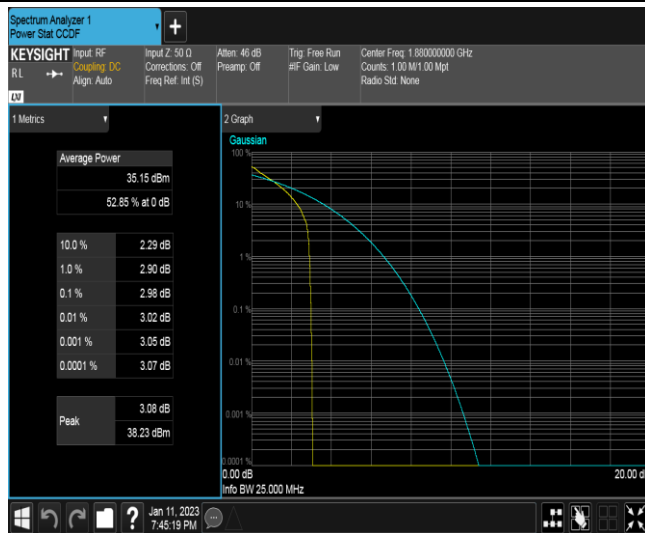 Spectrum Analyzer 1
Power Stat CCDF
+
KEYSIGHT
RL
Input: RF
Coupling: DC
Align: Auto
Input Z: 50 Ω
Corrections: Off
Freq Ref: Int (S)
Atten: 46 dB
Preamp: Off
Trig: Free Run
#IF Gain: Low
Center Freq: 1.880000000 GHz
Counts: 1.00 M/1.00 Mpt
Radio Std: None
1 Metrics
Average Power
35.15 dBm
52.85 % at 0 dB
10.0 % 2.29 dB
1.0 % 2.90 dB
0.1 % 2.98 dB
0.01 % 3.02 dB
0.001 % 3.05 dB
0.0001 % 3.07 dB
Peak
3.08 dB
38.23 dBm
2 Graph
Gaussian
100 %
10 %
1 %
0.1 %
0.01 %
0.001 %
0.0001 %
0.00 dB
20.00 d
Info BW 25.000 MHz
?
Jan 11, 2023
7:45:19 PM